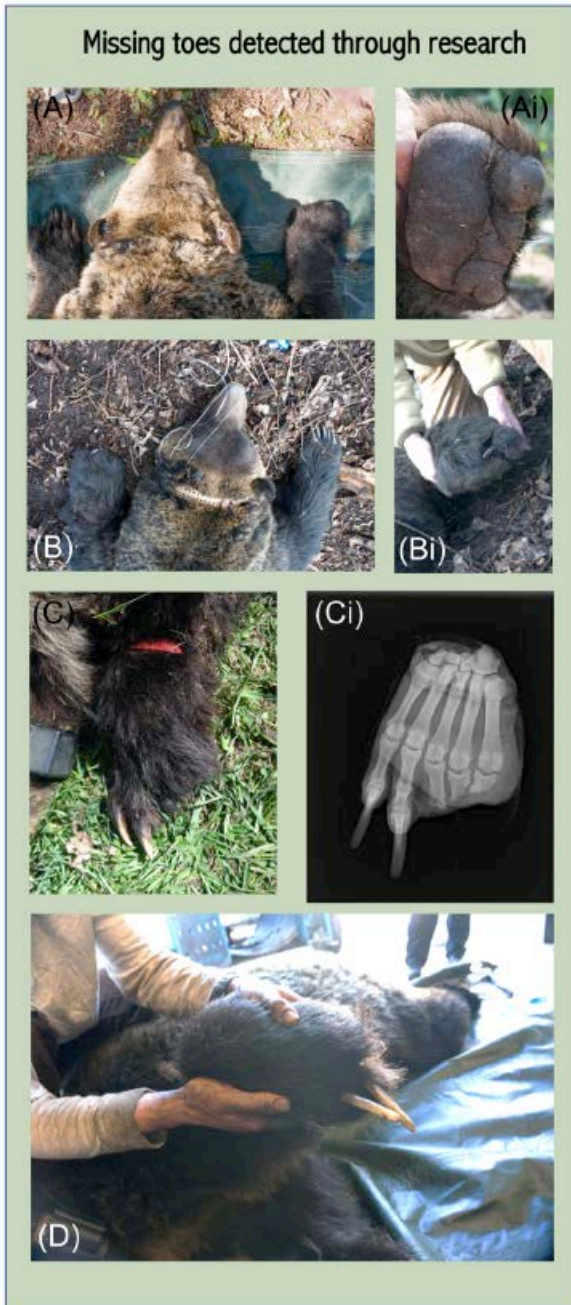 Missing toes detected through research
(A)
(Ai)
(B)
(Bi)
(C)
(Ci)
(D)